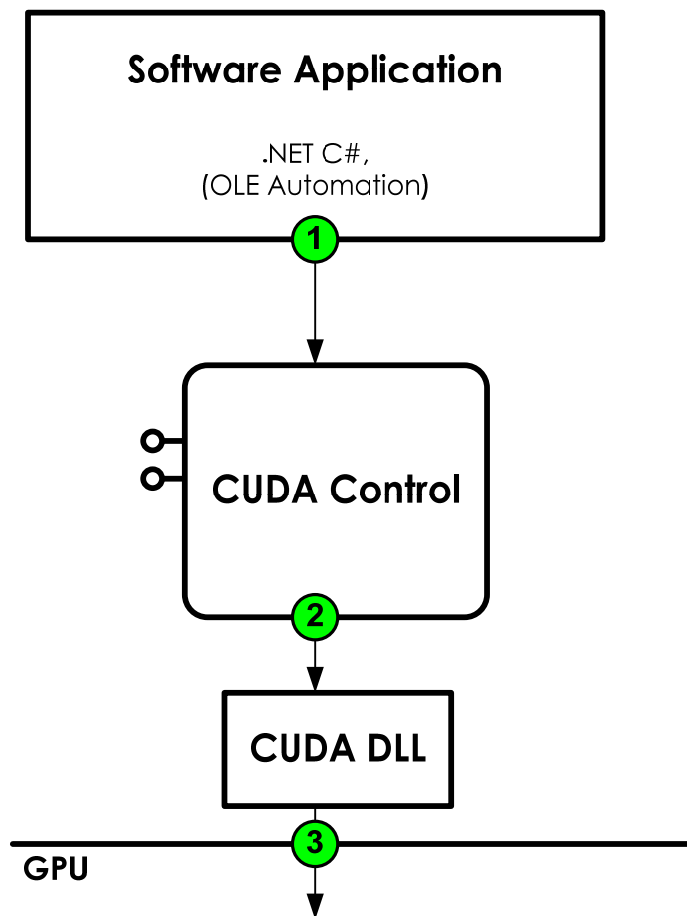 Software Application
.NET C#,
(OLE Automation)
1
CUDA Control
2
CUDA DLL
3
GPU